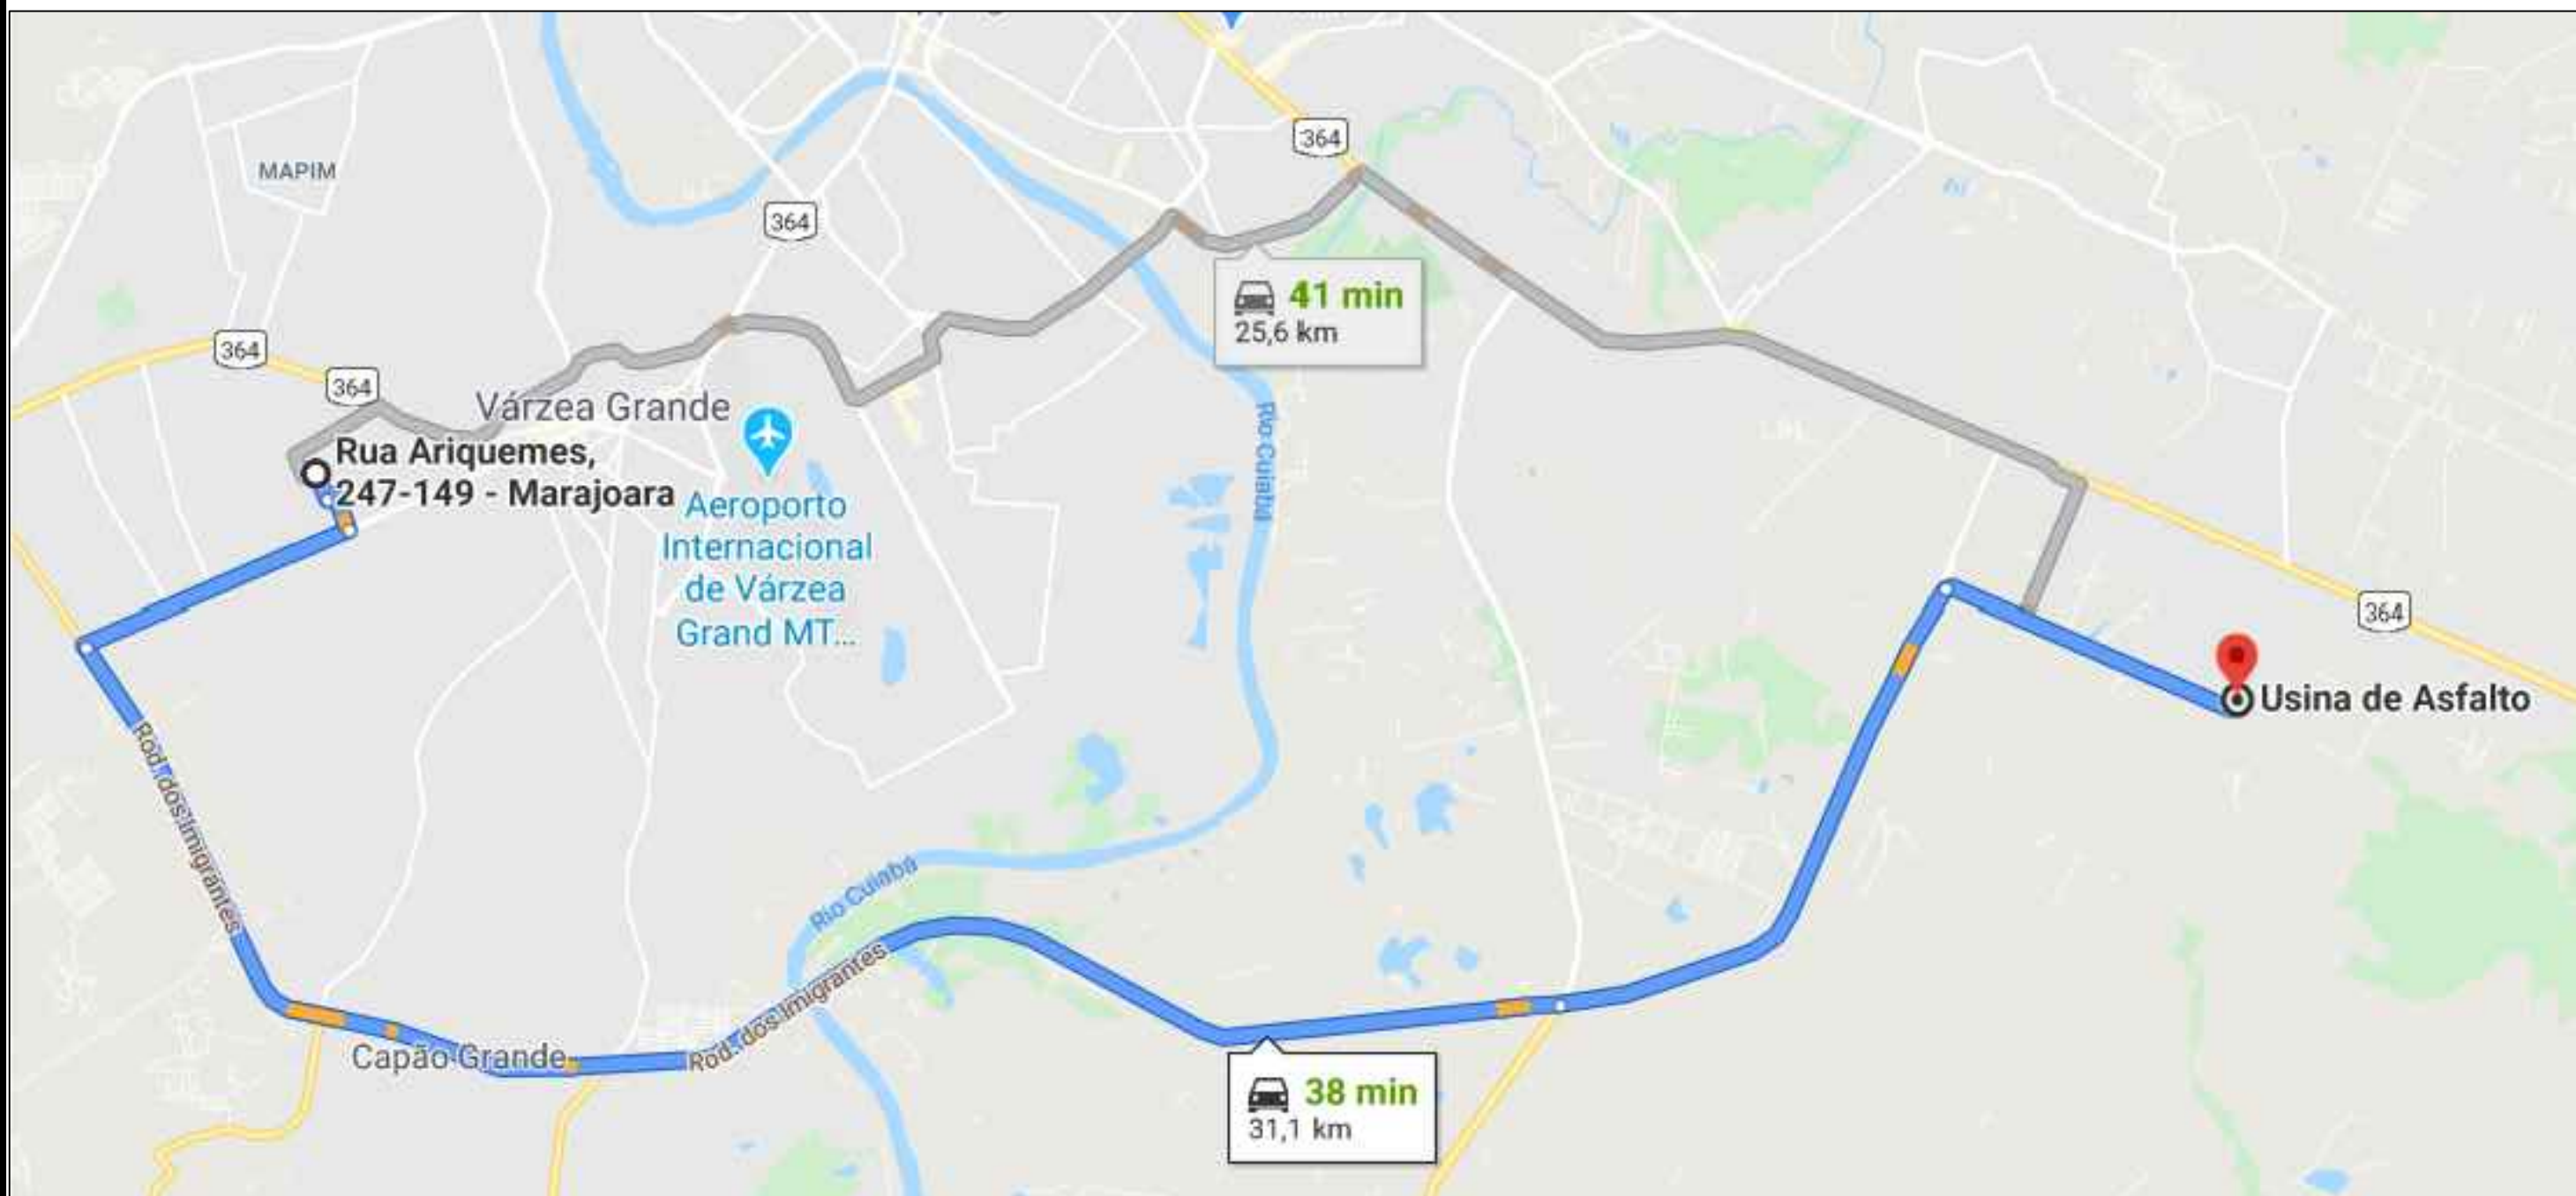 364
MAPIM
364
41 min
25,6 km
364
364
Várzea Grande
Rua Ariquemes,
247-149 - Marajoara
Aeroporto
Internacional
de Várzea
Grand MT...
Rio Cuiabá
364
Usina de Asfalto
Rod. dos Imigrantes
Rio Cuiabá
Rod. dos Imigrantes
Capão Grande
38 min
31,1 km